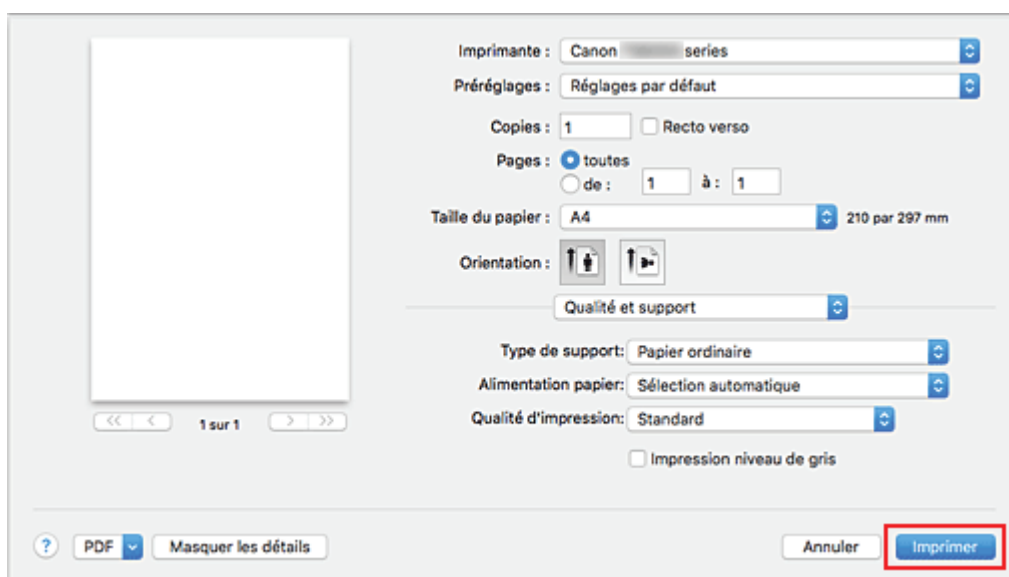 Imprimante : Canon series
Préréglages : Réglages par défaut
Copies : 1 Recto verso
Pages : toutes
de : 1 à : 1
Taille du papier : A4 210 par 297 mm
Orientation :
Qualité et support
Type de support: Papier ordinaire
Alimentation papier: Sélection automatique
<< < 1 sur 1 > >>
Qualité d'impression: Standard
Impression niveau de gris
? PDF Masquer les détails Annuler Imprimer